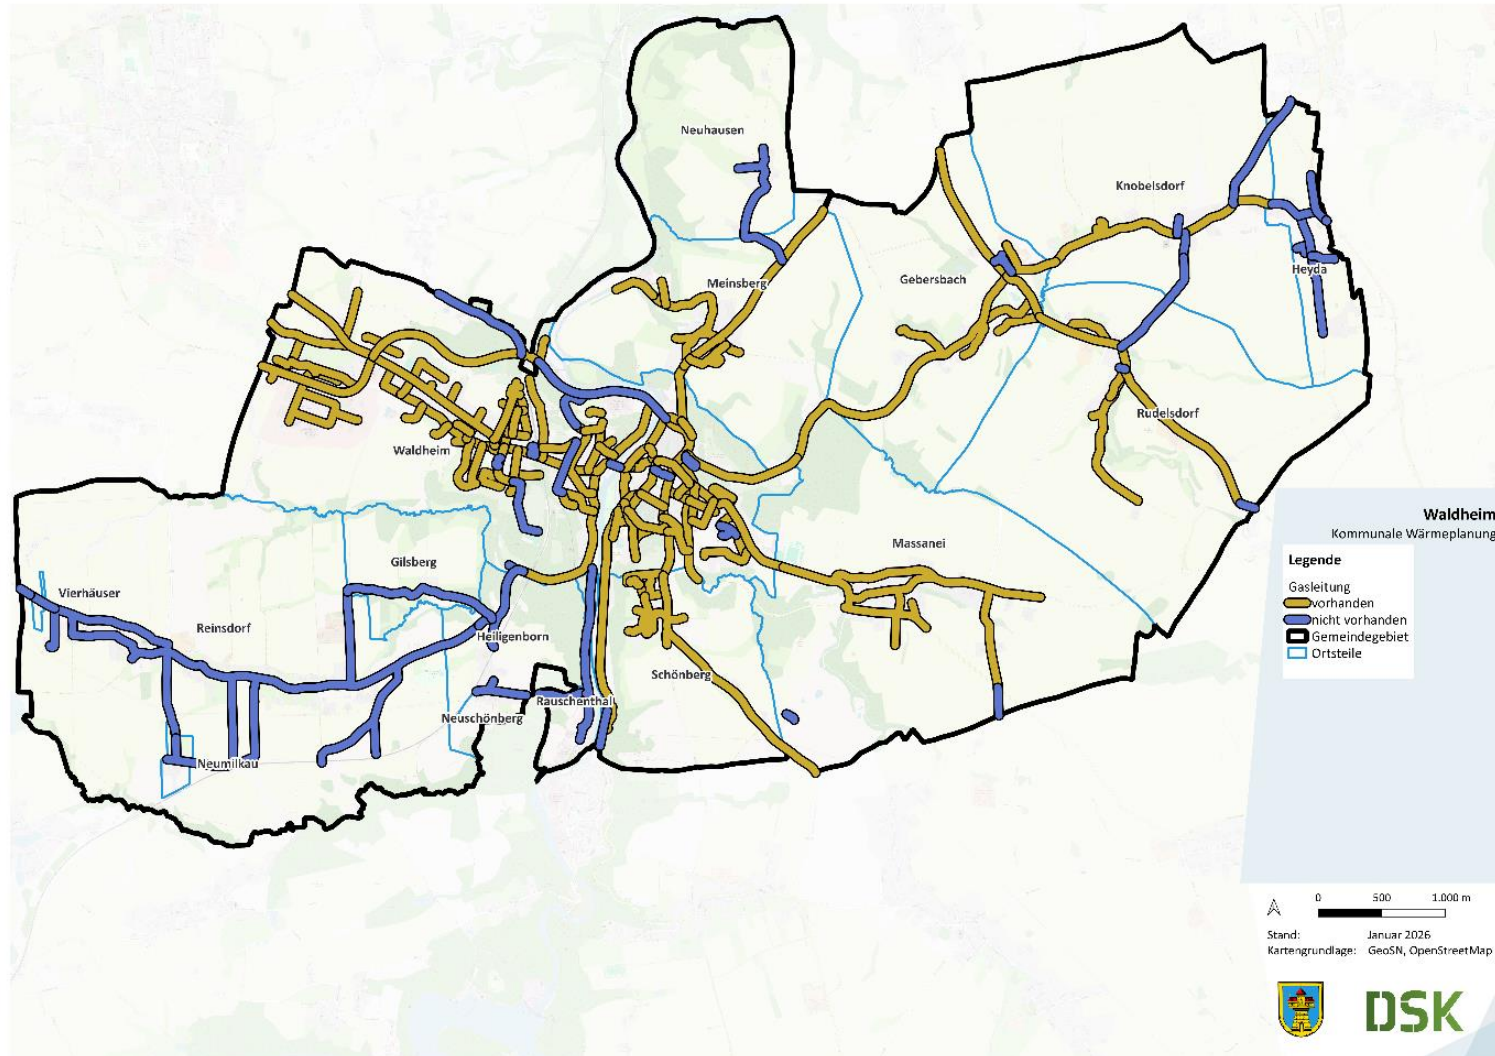 Neuhausen
Knobelsdorf
Meinsberg
Gebersbach
Heyda
Rudelsdorf
Waldheim
Massanei
Gilsberg
Vierhäuser
Reinsdorf
Heiligenborn
Schönberg
Rauschenthal
Neuschönberg
Neumilkau
Waldheim
Kommunale Wärmeplanung
Legende
Gasleitung
vorhanden
nicht vorhanden
Gemeindegebiet
Ortsteile
0 500 1.000 m
Stand: Januar 2026
Kartengrundlage: GeoSN, OpenStreetMap
DSK